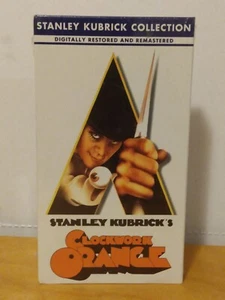 STANLEY KUBRICK COLLECTION
DIGITALLY RESTORED AND REMASTERED
STANLEY KUBRICK'S
CLOCKWORK
ORANGE